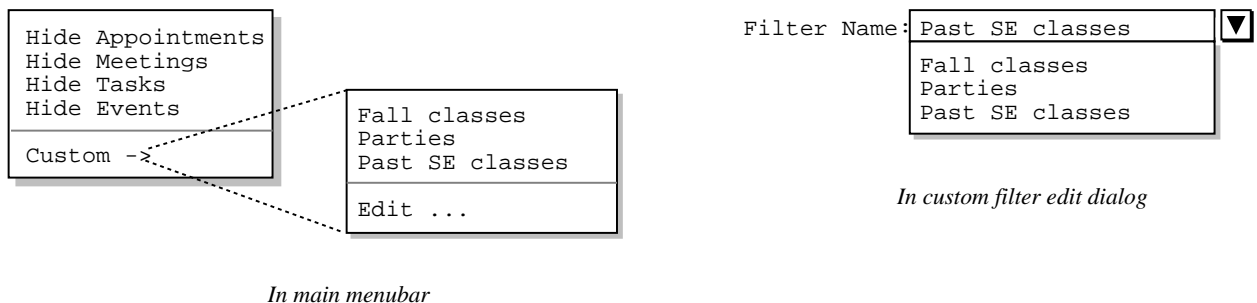 Hide Appointments
Hide Meetings
Hide Tasks
Hide Events
Custom ->
Fall classes
Parties
Past SE classes
Edit ...
In main menubar
Filter Name: Past SE classes
Fall classes
Parties
Past SE classes
In custom filter edit dialog